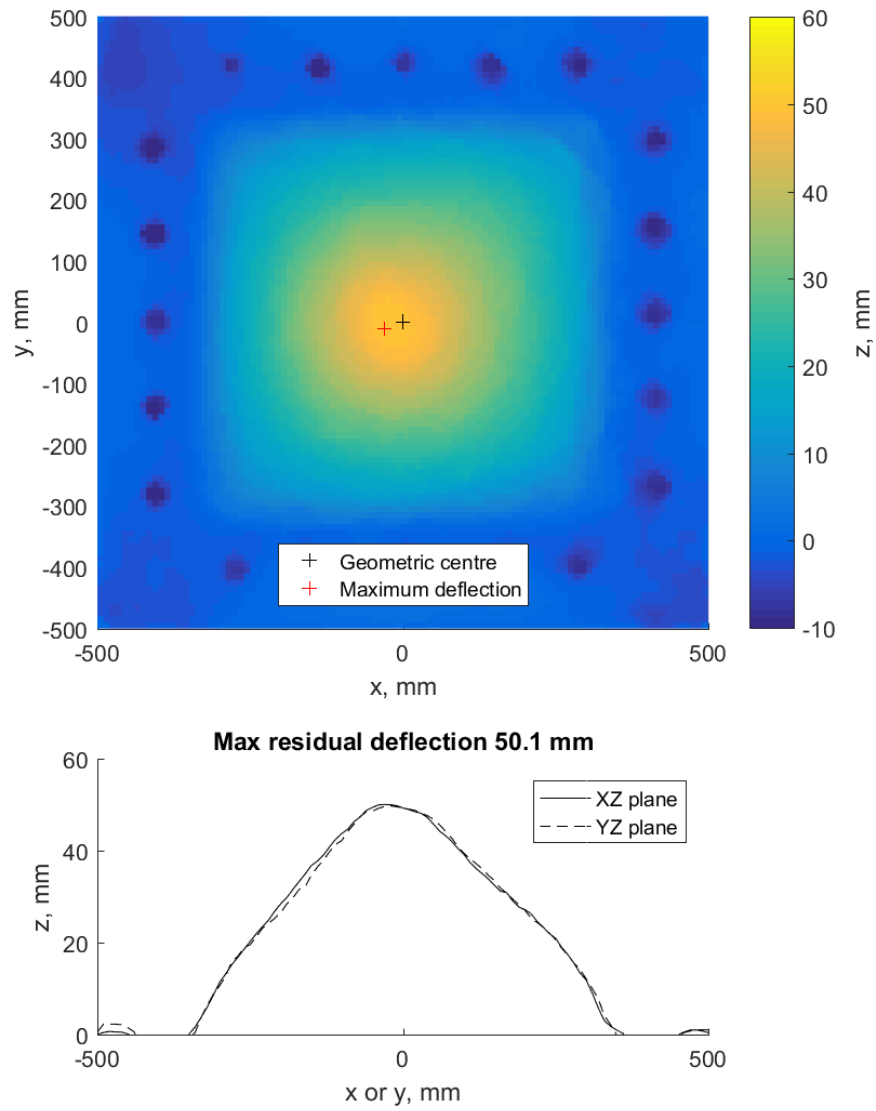 500
400
300
200
100
0
-100
-200
-300
-400
-500
y, mm
-500 0 500
x, mm
Geometric centre
Maximum deflection
60
50
40
30
20
10
0
-10
z, mm
Max residual deflection 50.1 mm
60
40
20
0
z, mm
XZ plane
YZ plane
-500 0 500
x or y, mm